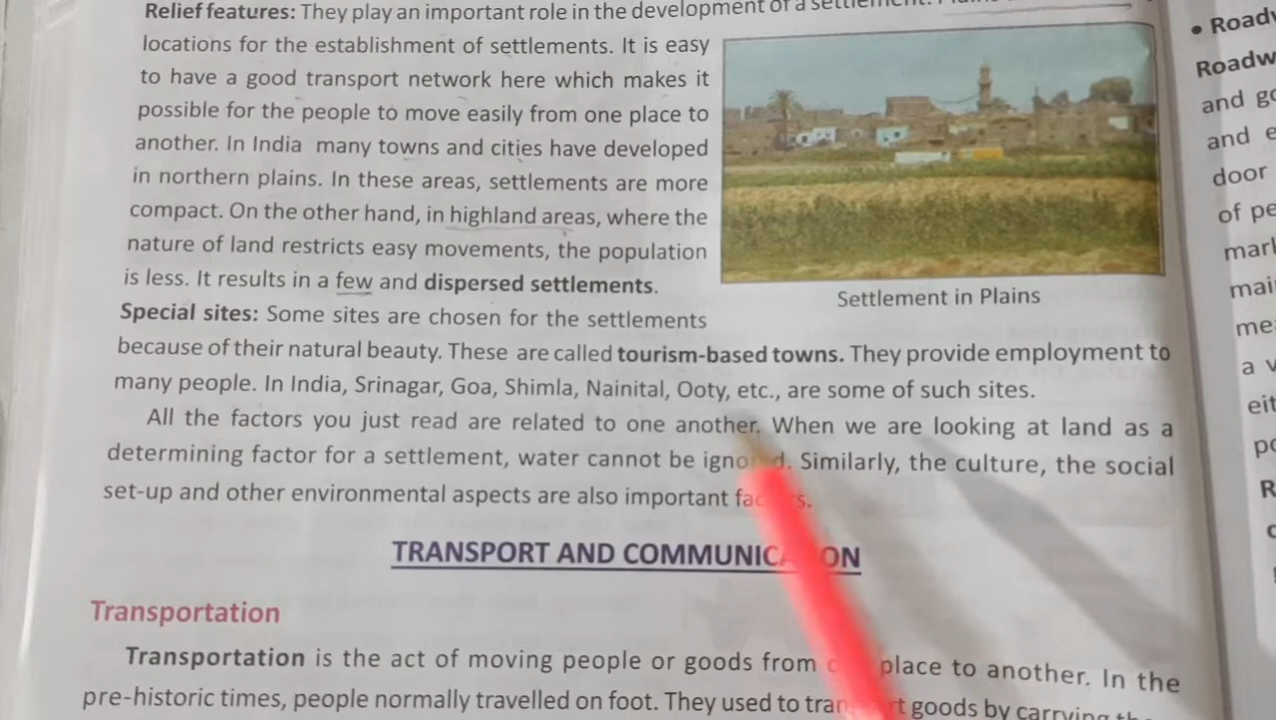 Relief features: They play an important role in the development of a settlement.
locations for the establishment of settlements. It is easy
to have a good transport network here which makes it
possible for the people to move easily from one place to
another. In India many towns and cities have developed
in northern plains. In these areas, settlements are more
compact. On the other hand, in highland areas, where the
nature of land restricts easy movements, the population
is less. It results in a few and dispersed settlements.
Settlement in Plains
Special sites: Some sites are chosen for the settlements
because of their natural beauty. These are called tourism-based towns. They provide employment to
many people. In India, Srinagar, Goa, Shimla, Nainital, Ooty, etc., are some of such sites.
All the factors you just read are related to one another. When we are looking at land as a
determining factor for a settlement, water cannot be Similarly, the culture, the social
set-up and other environmental aspects are also important
TRANSPORT AND
Transportation
Transportation is the act of moving people or goods from place to another. In the
pre-historic times, people normally travelled on foot. They used to goods by carrying
• Roadw
Roadw
and go
and e
door
of pe
mark
mai
me
a v
eit
po
R